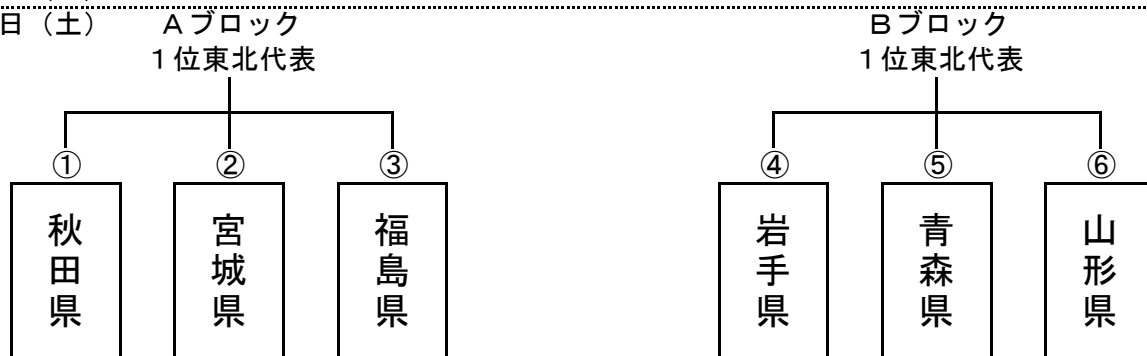 日（土）
Ａブロック
１位東北代表
Ｂブロック
１位東北代表
①
②
③
④
⑤
⑥
秋田県
宮城県
福島県
岩手県
青森県
山形県